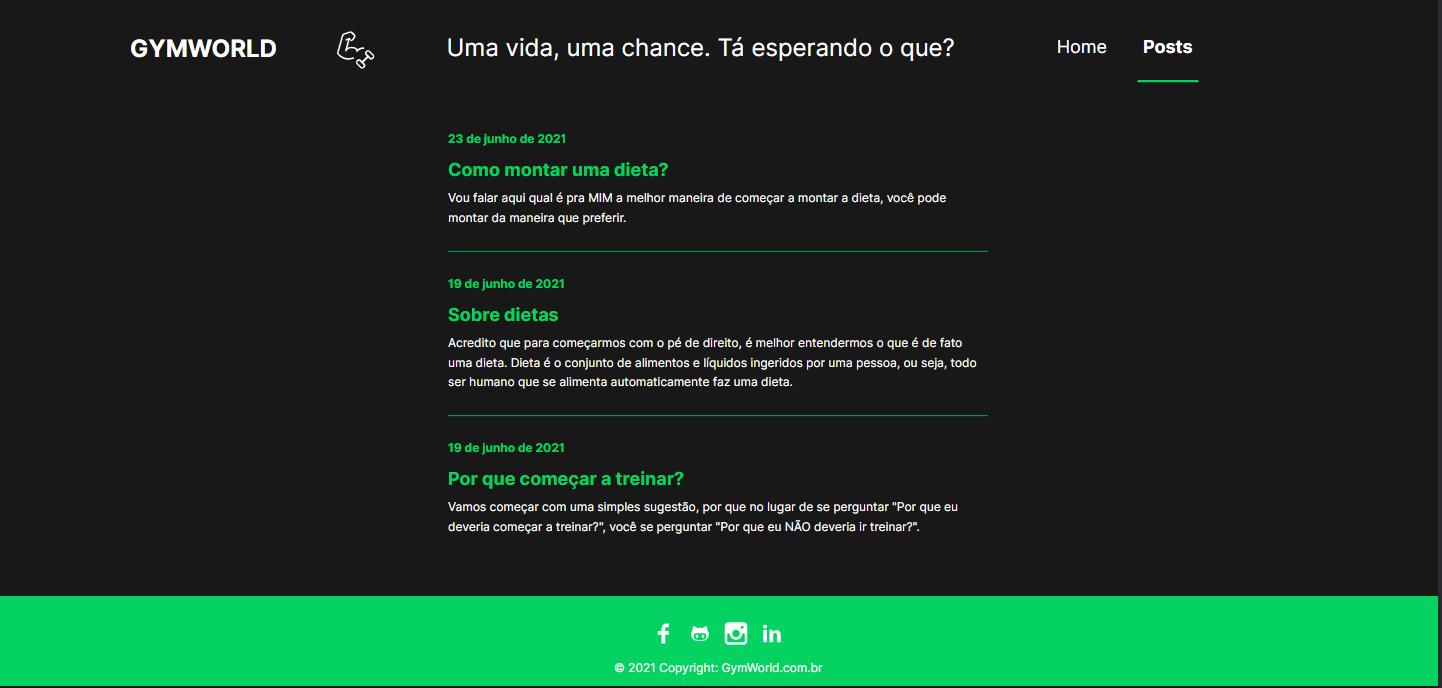 GYMWORLD
Uma vida, uma chance. Tá esperando o que?
Home
Posts
23 de junho de 2021
Como montar uma dieta?
Vou falar aqui qual é pra MIM a melhor maneira de começar a montar a dieta, você pode
montar da maneira que preferir.
19 de junho de 2021
Sobre dietas
Acredito que para começarmos com o pé de direito, é melhor entendermos o que é de fato
uma dieta. Dieta é o conjunto de alimentos e líquidos ingeridos por uma pessoa, ou seja, todo
ser humano que se alimenta automaticamente faz uma dieta.
19 de junho de 2021
Por que começar a treinar?
Vamos começar com uma simples sugestão, por que no lugar de se perguntar "Por que eu
deveria começar a treinar?", você se perguntar "Por que eu NÃO deveria ir treinar?".
© 2021 Copyright: GymWorld.com.br